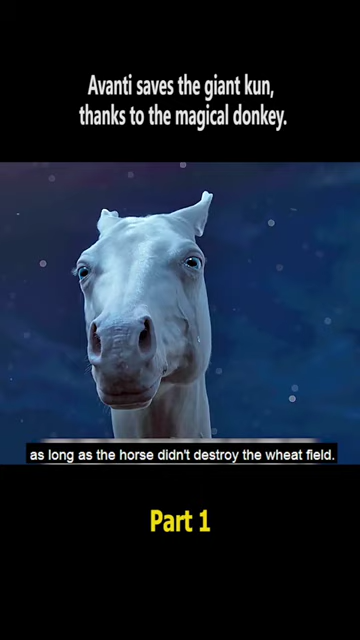 Avanti saves the giant kun,
thanks to the magical donkey.
as long as the horse didn't destroy the wheat field.
Part 1